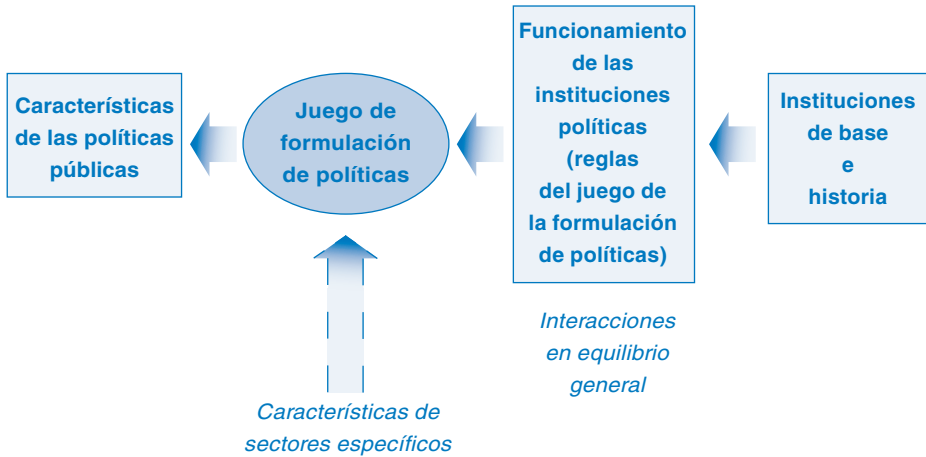 Característícas
de las políticas
públicas
Juego de
formulación
de políticas
Funcionamiento
de las
instituciones
políticas
(reglas
del juego de
la formulación
de políticas)
Instituciones
de base
e
historia
Interacciones
en equilibrio
general
Características de
sectores específicos